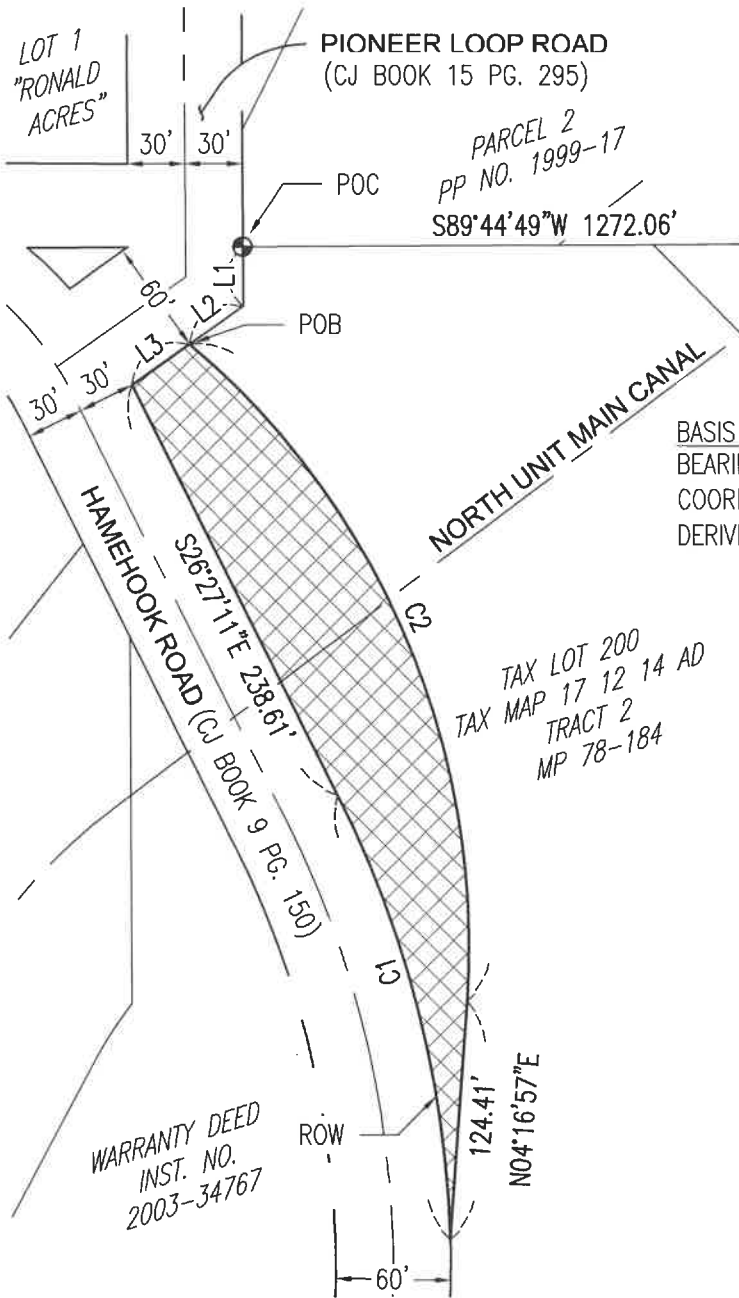 LOT 1
"RONALD
ACRES"
PIONEER LOOP ROAD
(CJ BOOK 15 PG. 295)
30'
30'
PARCEL 2
PP NO. 1999-17
POC
S89°44'49"W 1272.06'
60'
L1
L2
L3
POB
30'
30'
NORTH UNIT MAIN CANAL
BASIS
BEARI
COORI
DERIV
HAMEHOOK ROAD (CJ BOOK 9 PG. 150)
S26°27'11"E 238.61'
C2
TAX LOT 200
TAX MAP 17 12 14 AD
TRACT 2
MP 78-184
C1
WARRANTY DEED
INST. NO.
2003-34767
ROW
124.41'
N04°16'57"E
60'